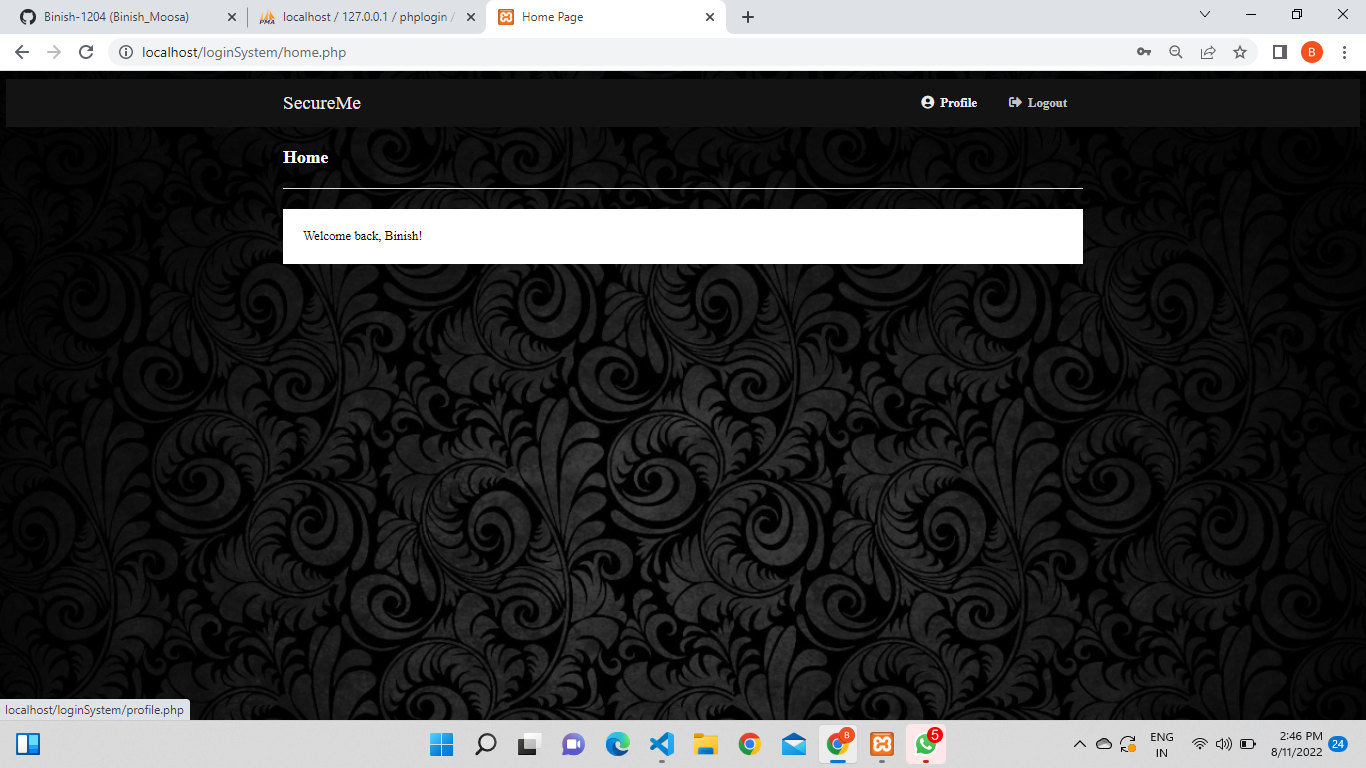 Binish-1204 (Binish_Moosa)
localhost / 127.0.0.1 / phplogin /
Home Page
localhost/loginSystem/home.php
B
SecureMe
Profile
Logout
Home
Welcome back, Binish!
localhost/loginSystem/profile.php
B
5
ENG
IN
2:46 PM
8/11/2022
24